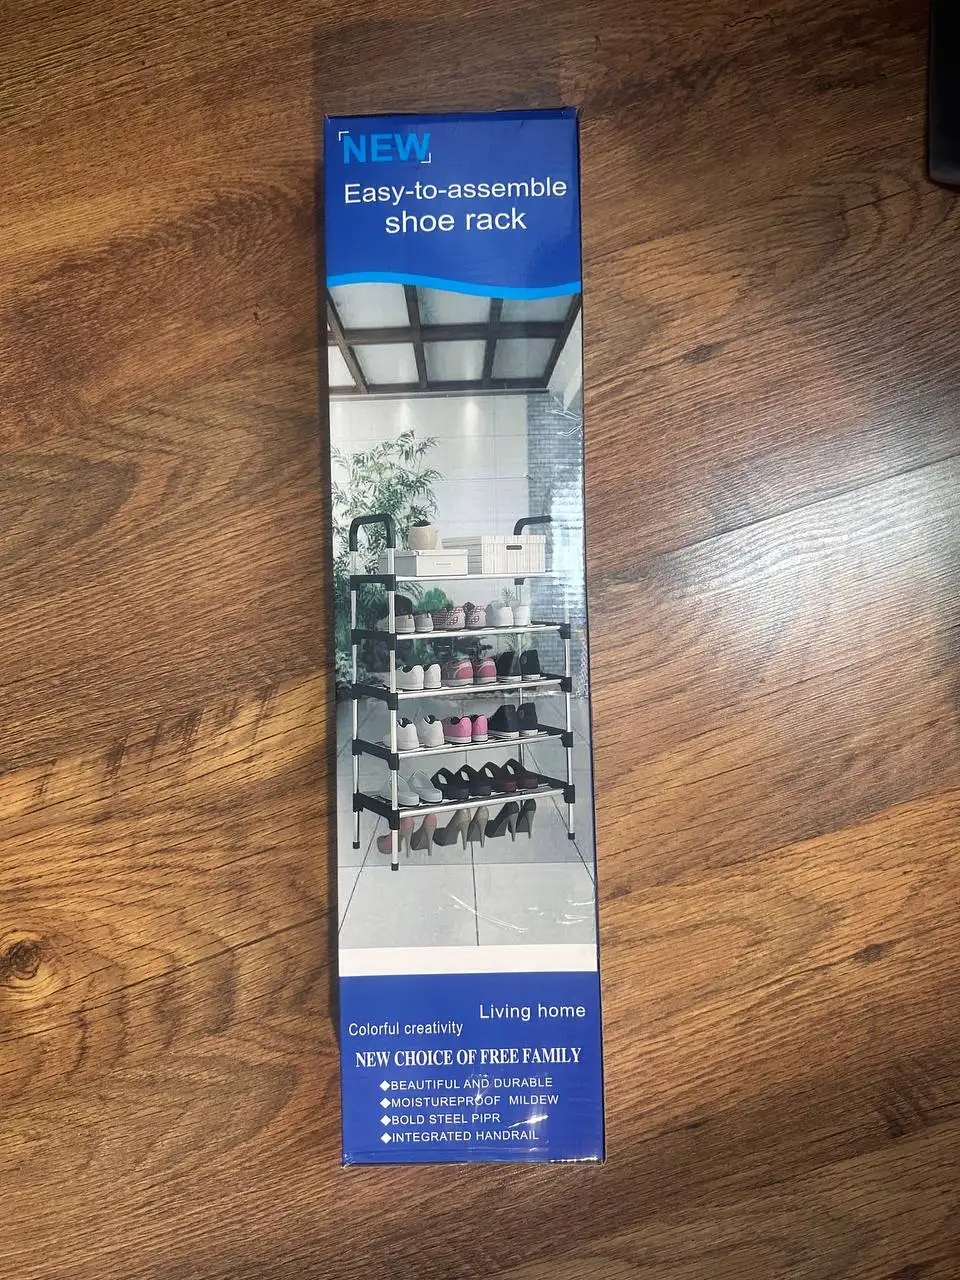 NEW
Easy-to-assemble
shoe rack
Living home
Colorful creativity
NEW CHOICE OF FREE FAMILY
◆BEAUTIFUL AND DURABLE
◆MOISTUREPROOF MILDEW
◆BOLD STEEL PIPR
◆INTEGRATED HANDRAIL